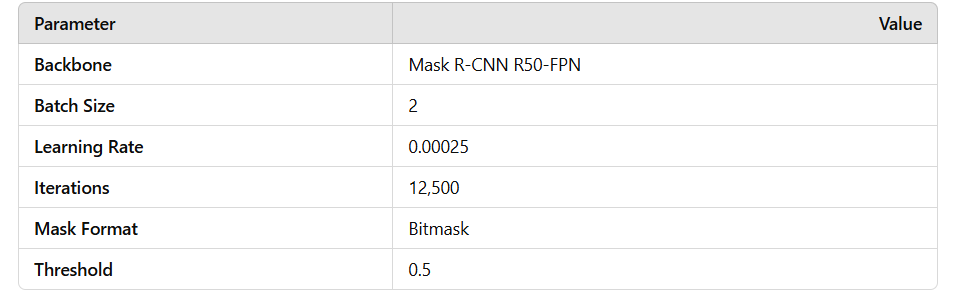 Parameter Value
Backbone Mask R-CNN R50-FPN
Batch Size 2
Learning Rate 0.00025
Iterations 12,500
Mask Format Bitmask
Threshold 0.5